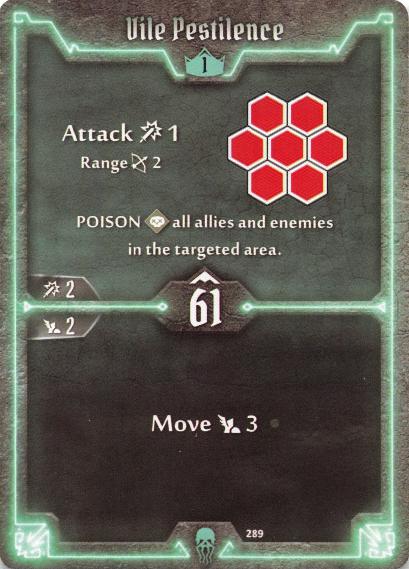 Vile Pestilence
1
Attack 1
Range 2
POISON all allies and enemies
in the targeted area.
2
61
2
Move 3
289